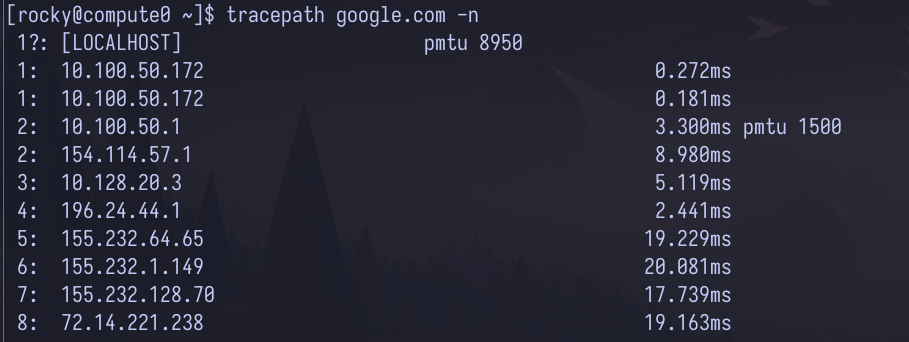 [rocky@compute0 ~]$ tracepath google.com -n
1?: [LOCALHOST] pmtu 8950
1: 10.100.50.172 0.272ms
1: 10.100.50.172 0.181ms
2: 10.100.50.1 3.300ms pmtu 1500
2: 154.114.57.1 8.980ms
3: 10.128.20.3 5.119ms
4: 196.24.44.1 2.441ms
5: 155.232.64.65 19.229ms
6: 155.232.1.149 20.081ms
7: 155.232.128.70 17.739ms
8: 72.14.221.238 19.163ms